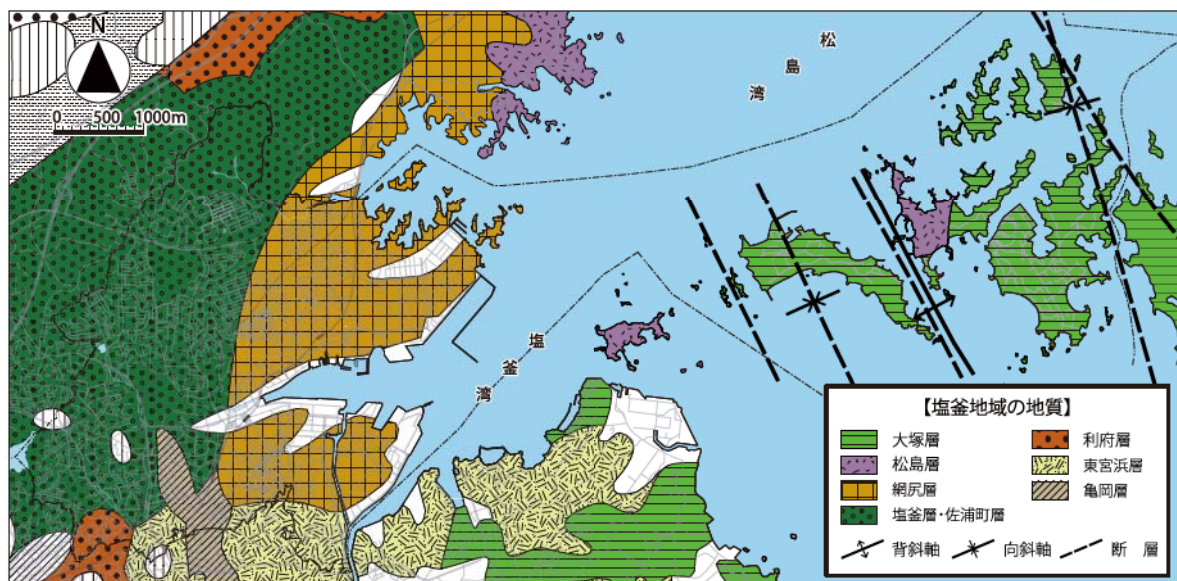 N
0 500 1000m
松島湾
塩釜湾
【塩釜地域の地質】
大塚層
松島層
網尻層
塩釜層・佐浦町層
利府層
東宮浜層
亀岡層
背斜軸
向斜軸
断 層